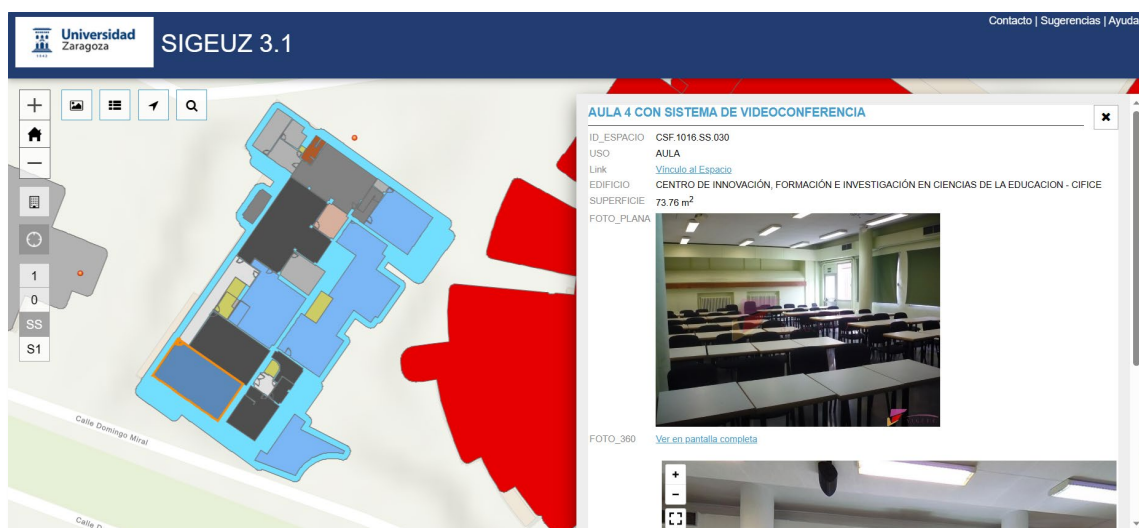 Contacto | Sugerencias | Ayuda
Universidad
Zaragoza
1542
SIGEUZ 3.1
AULA 4 CON SISTEMA DE VIDEOCONFERENCIA
ID_ESPACIO CSF.1016.SS.030
USO AULA
Link Vínculo al Espacio
EDIFICIO CENTRO DE INNOVACIÓN, FORMACIÓN E INVESTIGACIÓN EN CIENCIAS DE LA EDUCACION - CIFICE
SUPERFICIE 73.76 m2
FOTO_PLANA
FOTO_360 Ver en pantalla completa
1
0
SS
S1
Calle Domingo Miral
Calle